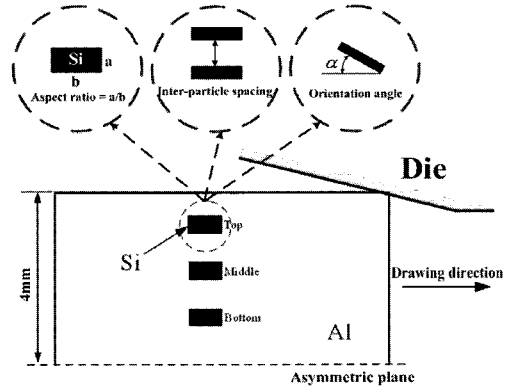 Si
a
b
Aspect ratio = a/b
Inter-particle spacing
α
Orientation angle
Die
Top
Si
Middle
Drawing direction
4mm
Bottom
Al
Asymmetric plane